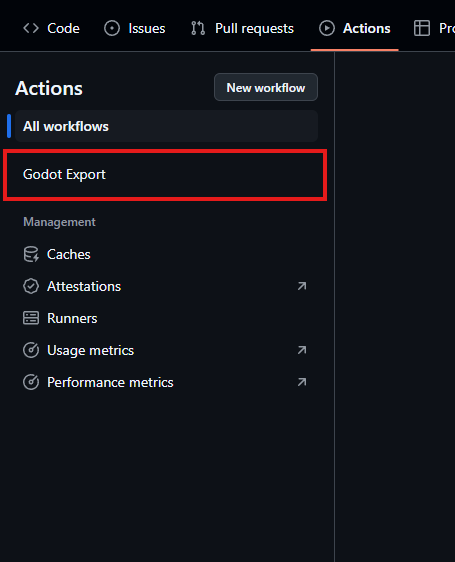 Code Issues Pull requests Actions Pro
Actions New workflow
All workflows
Godot Export
Management
Caches
Attestations
Runners
Usage metrics
Performance metrics